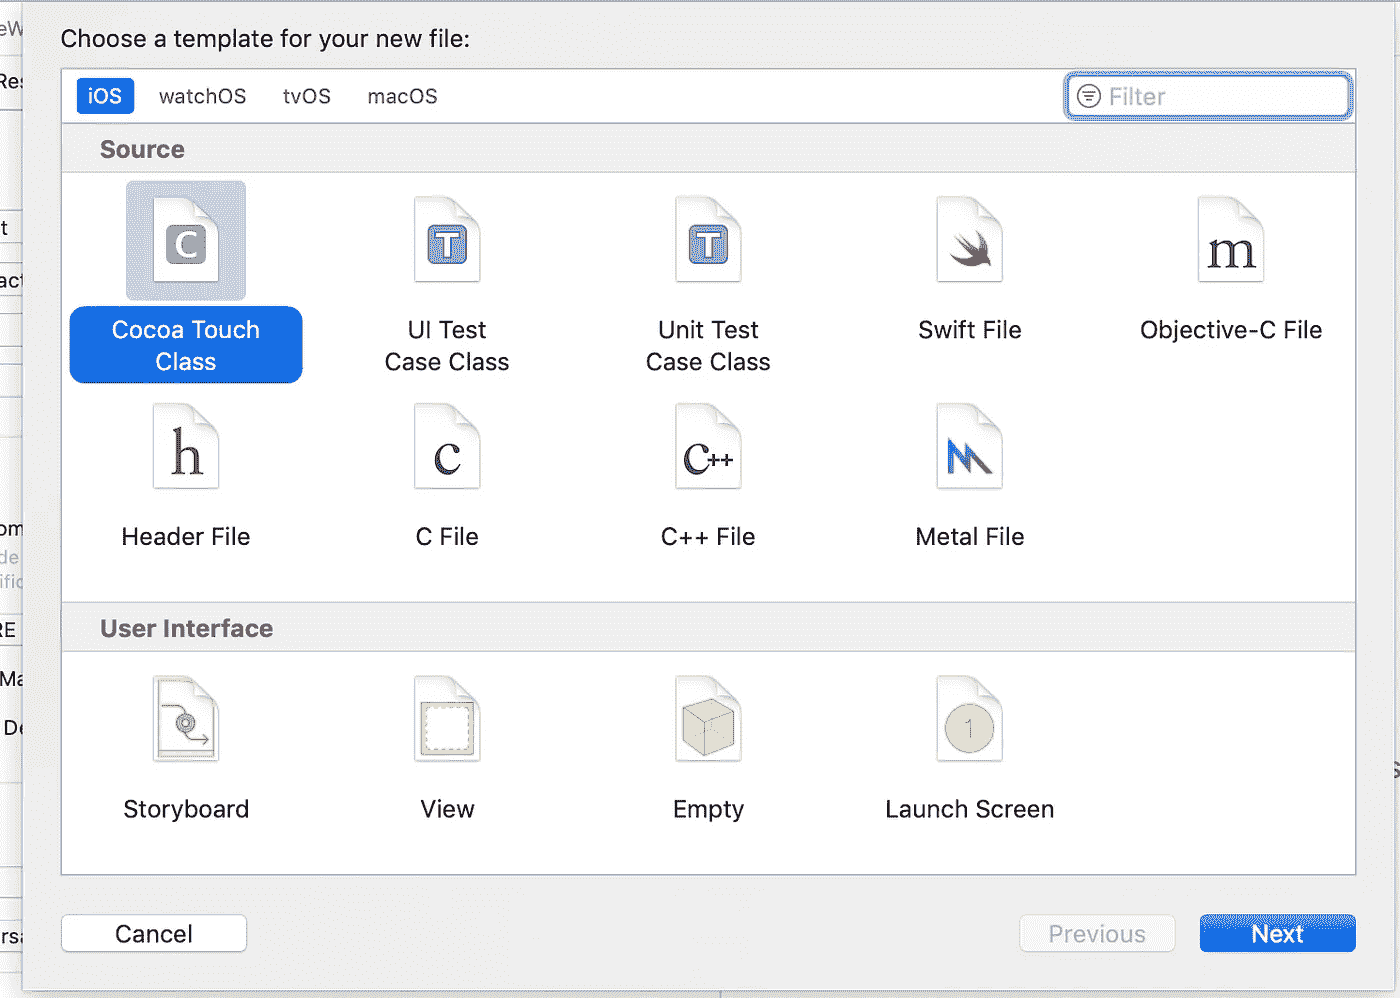 Choose a template for your new file:
iOS watchOS tvOS macOS Filter
Source
C T T m
Cocoa Touch
Class
UI Test
Case Class
Unit Test
Case Class
Swift File
Objective-C File
h c C++
Header File
C File
C++ File
Metal File
User Interface
1
Storyboard
View
Empty
Launch Screen
Cancel Previous Next